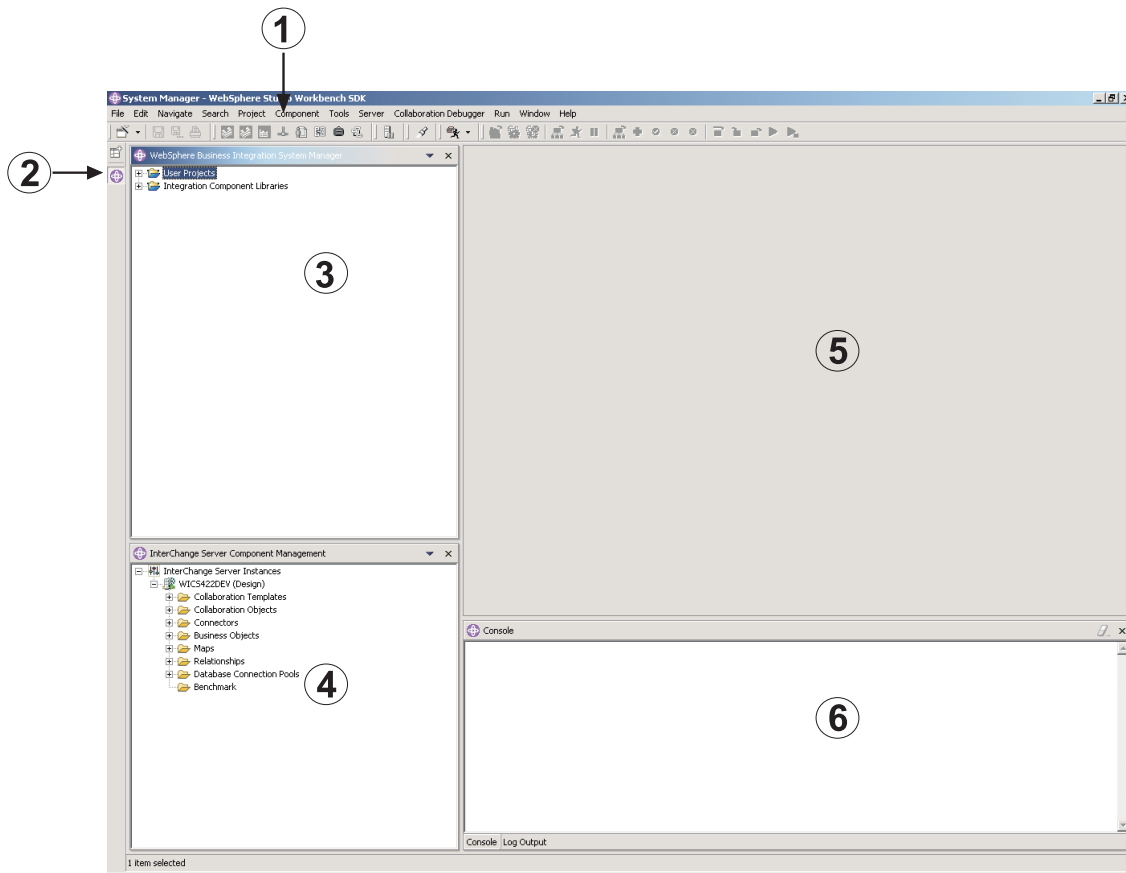 1
System Manager - WebSphere Studio Workbench SDK
File Edit Navigate Search Project Component Tools Server Collaboration Debugger Run Window Help
2
WebSphere Business Integration System Manager
User Projects
Integration Component Libraries
3
5
InterChange Server Component Management
InterChange Server Instances
WICS422DEV (Design)
Collaboration Templates
Collaboration Objects
Connectors
Business Objects
Maps
Relationships
Database Connection Pools
Benchmark
4
Console
6
Console Log Output
1 item selected